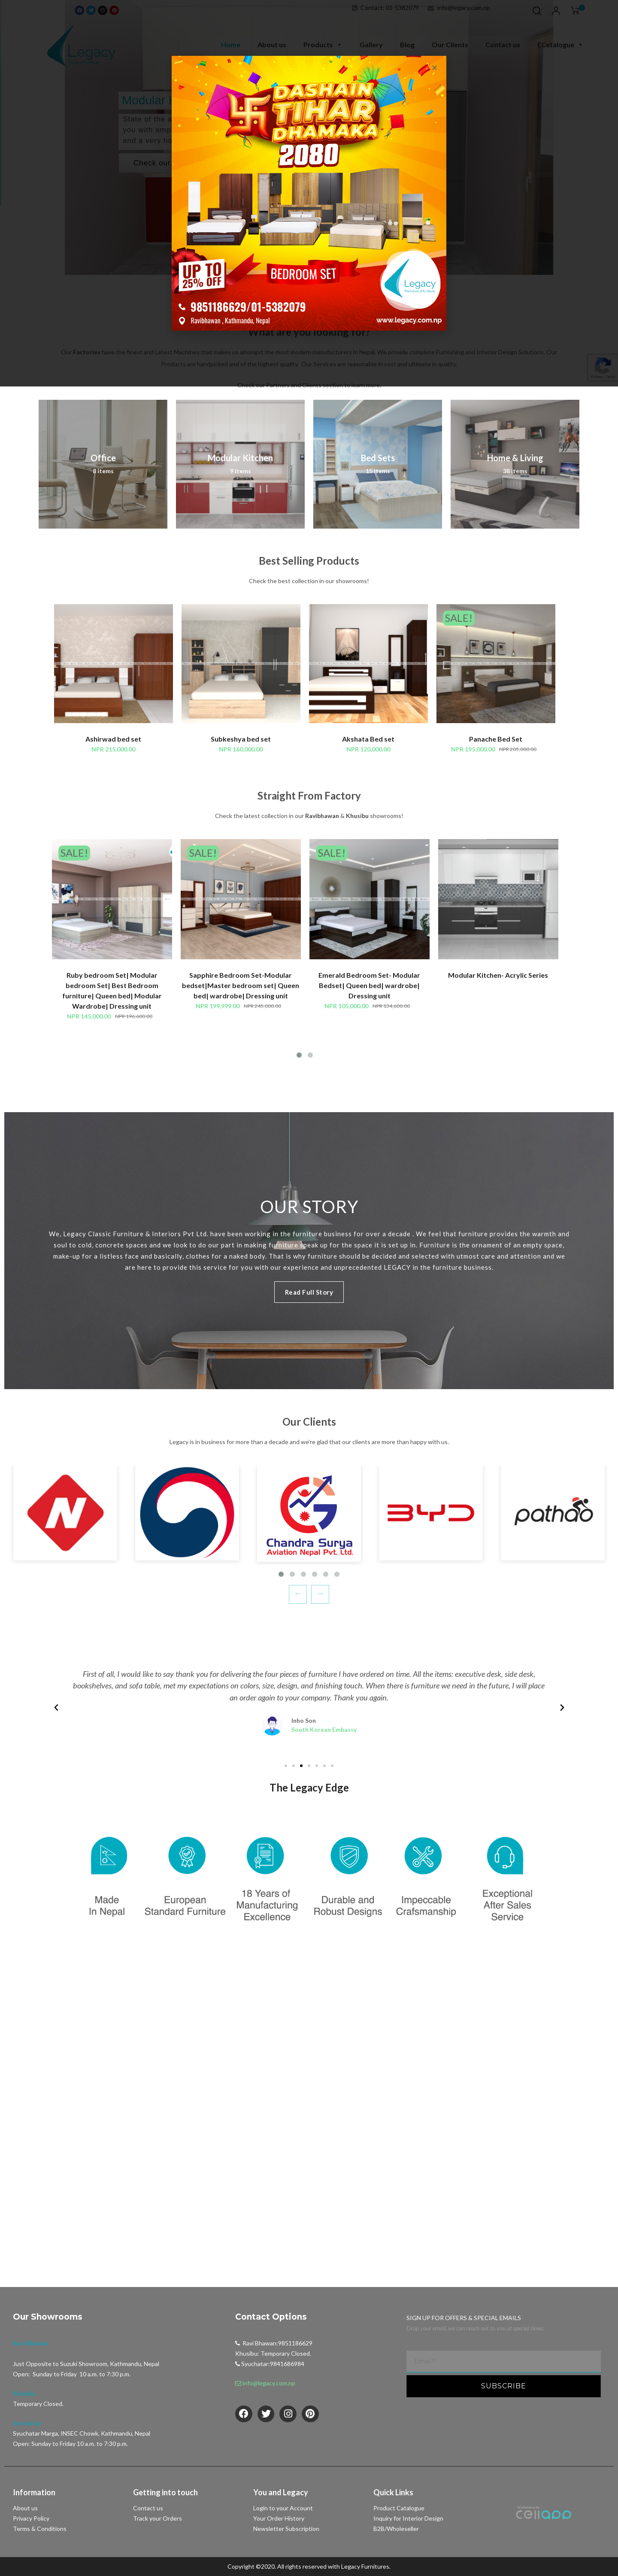 Contact: 01-5382079 info@legacy.com.np
Legacy
Home About us Products Gallery Blog Our Clients Contact us ECatalogue
Modular
State of the
you with
and a very
Check our
DASHAIN
TIHAR
DHAMAKA
2080
UP TO
25% OFF
BEDROOM SET
Legacy
9851186629/01-5382079
Ravibhawan , Kathmandu, Nepal
www.legacy.com.np
What are you looking for?
Our Factories have the finest and Latest Machines that makes us amongst the most modern manufacturers in Nepal. We provide complete Furnishing and Interior Design Solutions. Our
Products are handpicked and of the highest quality. Our Services are reasonable in cost and ultimate in quality.
Check our Partners and Clients section to learn more.
Office
8 items
Modular Kitchen
9 items
Bed Sets
15 items
Home & Living
38 items
Best Selling Products
Check the best collection in our showrooms!
SALE!
Ashirwad bed set
NPR 215,000.00
Subkeshya bed set
NPR 160,000.00
Akshata Bed set
NPR 120,000.00
Panache Bed Set
NPR 195,000.00 NPR 205,000.00
Straight From Factory
Check the latest collection in our Ravibhawan & Khusibu showrooms!
SALE!
SALE!
SALE!
Ruby bedroom Set| Modular
bedroom Set| Best Bedroom
furniture| Queen bed| Modular
Wardrobe| Dressing unit
NPR 145,000.00 NPR 196,600.00
Sapphire Bedroom Set-Modular
bedset|Master bedroom set| Queen
bed| wardrobe| Dressing unit
NPR 199,999.00 NPR 245,000.00
Emerald Bedroom Set- Modular
Bedset| Queen bed| wardrobe|
Dressing unit
NPR 105,000.00 NPR 134,600.00
Modular Kitchen- Acrylic Series
OUR STORY
We, Legacy Classic Furniture & Interiors Pvt Ltd. have been working in the furniture business for over a decade . We feel that furniture provides the warmth and
soul to cold, concrete spaces and we look to do our part in making furniture speak up for the space it is set up in. Furniture is the ornament of an empty space,
make-up for a listless face and basically, clothes for a naked body. That is why furniture should be decided and selected with utmost care and attention and we
are here to provide this service for you with our experience and unprecedented LEGACY in the furniture business.
Read Full Story
Our Clients
Legacy is in business for more than a decade and we're glad that our clients are more than happy with us.
N
Chandra Surya
Aviation Nepal Pvt. Ltd.
BYD
pathao
First of all, I would like to say thank you for delivering the four pieces of furniture I have ordered on time. All the items: executive desk, side desk,
bookshelves, and sofa table, met my expectations on colors, size, design, and finishing touch. When there is furniture we need in the future, I will place
an order again to your company. Thank you again.
Inho Son
South Korean Embassy
The Legacy Edge
Made
In Nepal
European
Standard Furniture
18 Years of
Manufacturing
Excellence
Durable and
Robust Designs
Impeccable
Crafsmanship
Exceptional
After Sales
Service
Our Showrooms
Just Opposite to Suzuki Showroom, Kathmandu, Nepal
Open: Sunday to Friday 10 a.m. to 7:30 p.m.
Temporary Closed.
Syuchatar Marga, INSEC Chowk, Kathmandu, Nepal
Open: Sunday to Friday 10 a.m. to 7:30 p.m.
Contact Options
Ravi Bhawan:9851186629
Khusibu: Temporary Closed.
Syuchatar:9841686984
info@legacy.com.np
SIGN UP FOR OFFERS & SPECIAL EMAILS
Drop your email, we can reach out to you at special times.
SUBSCRIBE
Information
About us
Privacy Policy
Terms & Conditions
Getting into touch
Contact us
Track your Orders
You and Legacy
Login to your Account
Your Order History
Newsletter Subscription
Quick Links
Product Catalogue
Inquiry for Interior Design
B2B/Wholeseller
cellapp
Copyright ©2020. All rights reserved with Legacy Furnitures.